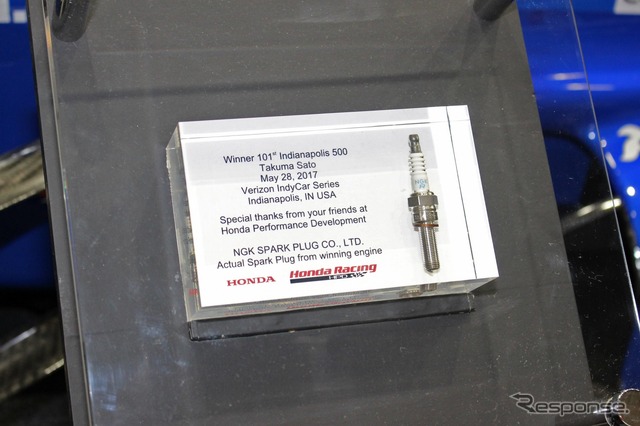 Winner 101st Indianapolis 500
Takuma Sato
May 28, 2017
Verizon IndyCar Series
Indianapolis, IN USA
Special thanks from your friends at
Honda Performance Development
NGK SPARK PLUG CO., LTD.
Actual Spark Plug from winning engine
HONDA
Honda Racing
Response.